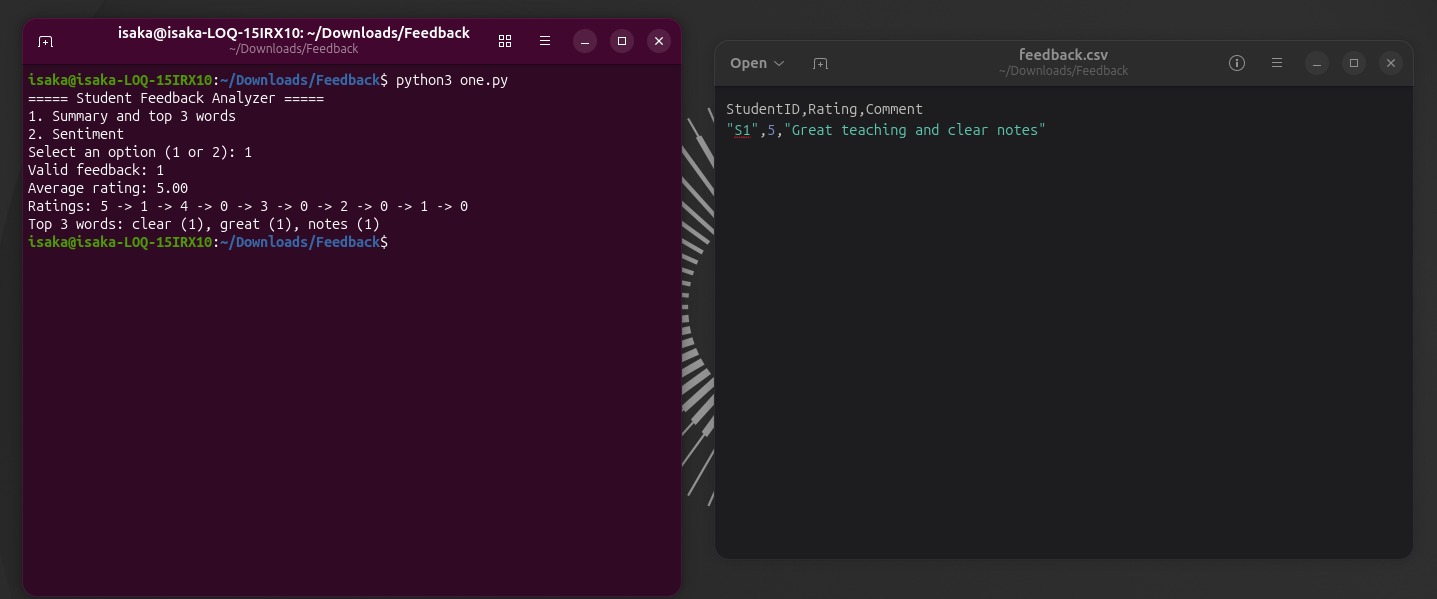 isaka@isaka-LOQ-15IRX10: ~/Downloads/Feedback
~/Downloads/Feedback
isaka@isaka-LOQ-15IRX10:~/Downloads/Feedback$ python3 one.py
===== Student Feedback Analyzer =====
1. Summary and top 3 words
2. Sentiment
Select an option (1 or 2): 1
Valid feedback: 1
Average rating: 5.00
Ratings: 5 -> 1 -> 4 -> 0 -> 3 -> 0 -> 2 -> 0 -> 1 -> 0
Top 3 words: clear (1), great (1), notes (1)
isaka@isaka-LOQ-15IRX10:~/Downloads/Feedback$
Open
feedback.csv
~/Downloads/Feedback
StudentID,Rating,Comment
"S1",5,"Great teaching and clear notes"